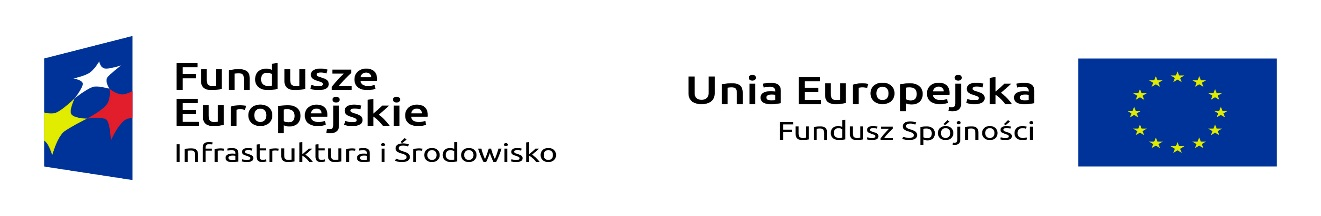 Fundusze
Europejskie
Infrastruktura i Środowisko
Unia Europejska
Fundusz Spójności